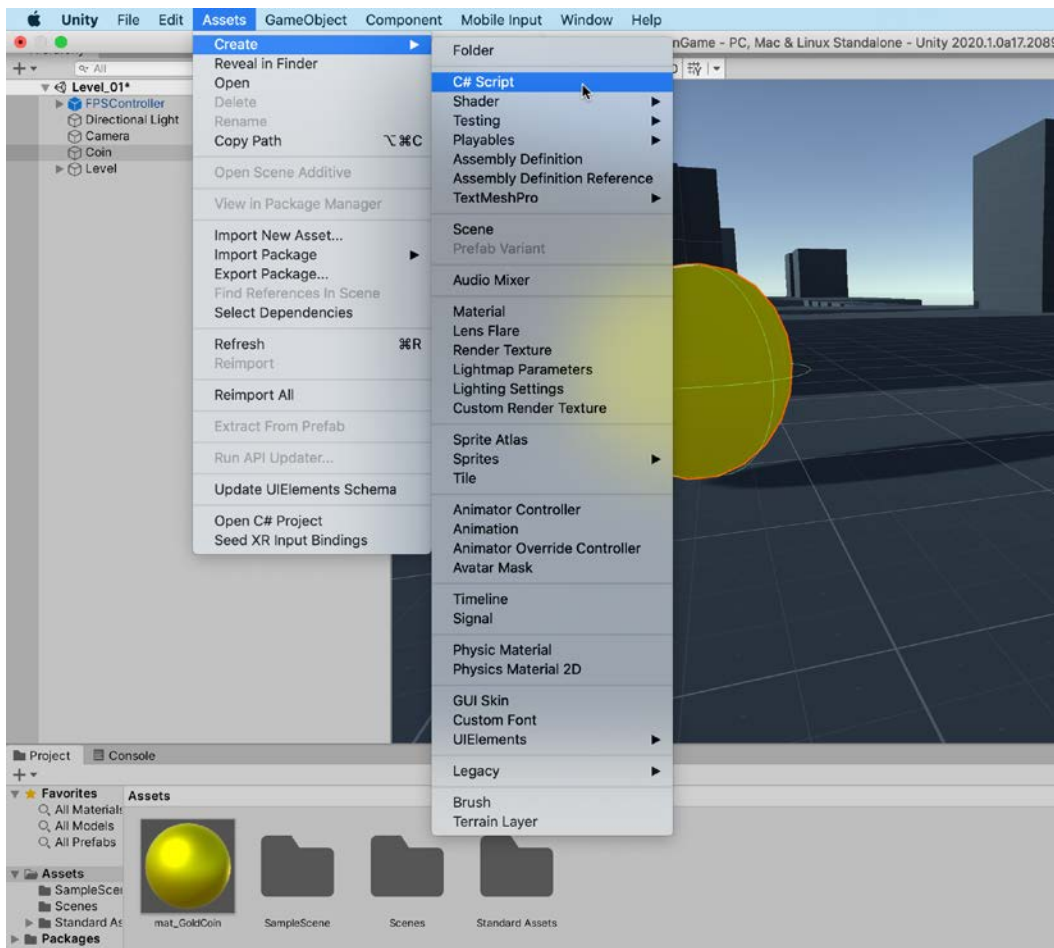 Unity File Edit Assets GameObject Component Mobile Input Window Help
nGame - PC, Mac & Linux Standalone - Unity 2020.1.0a17.2089
All
Level_01*
FPSController
Directional Light
Camera
Coin
Level
Create
Reveal in Finder
Open
Delete
Rename
Copy Path ⌥⌘C
Open Scene Additive
View in Package Manager
Import New Asset...
Import Package
Export Package...
Find References In Scene
Select Dependencies
Refresh ⌘R
Reimport
Reimport All
Extract From Prefab
Run API Updater...
Update UIElements Schema
Open C# Project
Seed XR Input Bindings
Folder
C# Script
Shader
Testing
Playables
Assembly Definition
Assembly Definition Reference
TextMeshPro
Scene
Prefab Variant
Audio Mixer
Material
Lens Flare
Render Texture
Lightmap Parameters
Lighting Settings
Custom Render Texture
Sprite Atlas
Sprites
Tile
Animator Controller
Animation
Animator Override Controller
Avatar Mask
Timeline
Signal
Physic Material
Physics Material 2D
GUI Skin
Custom Font
UIElements
Legacy
Brush
Terrain Layer
Project Console
Favorites
All Materials
All Models
All Prefabs
Assets
SampleScei
Scenes
Standard As
Packages
Assets
mat_GoldCoin SampleScene Scenes Standard Assets